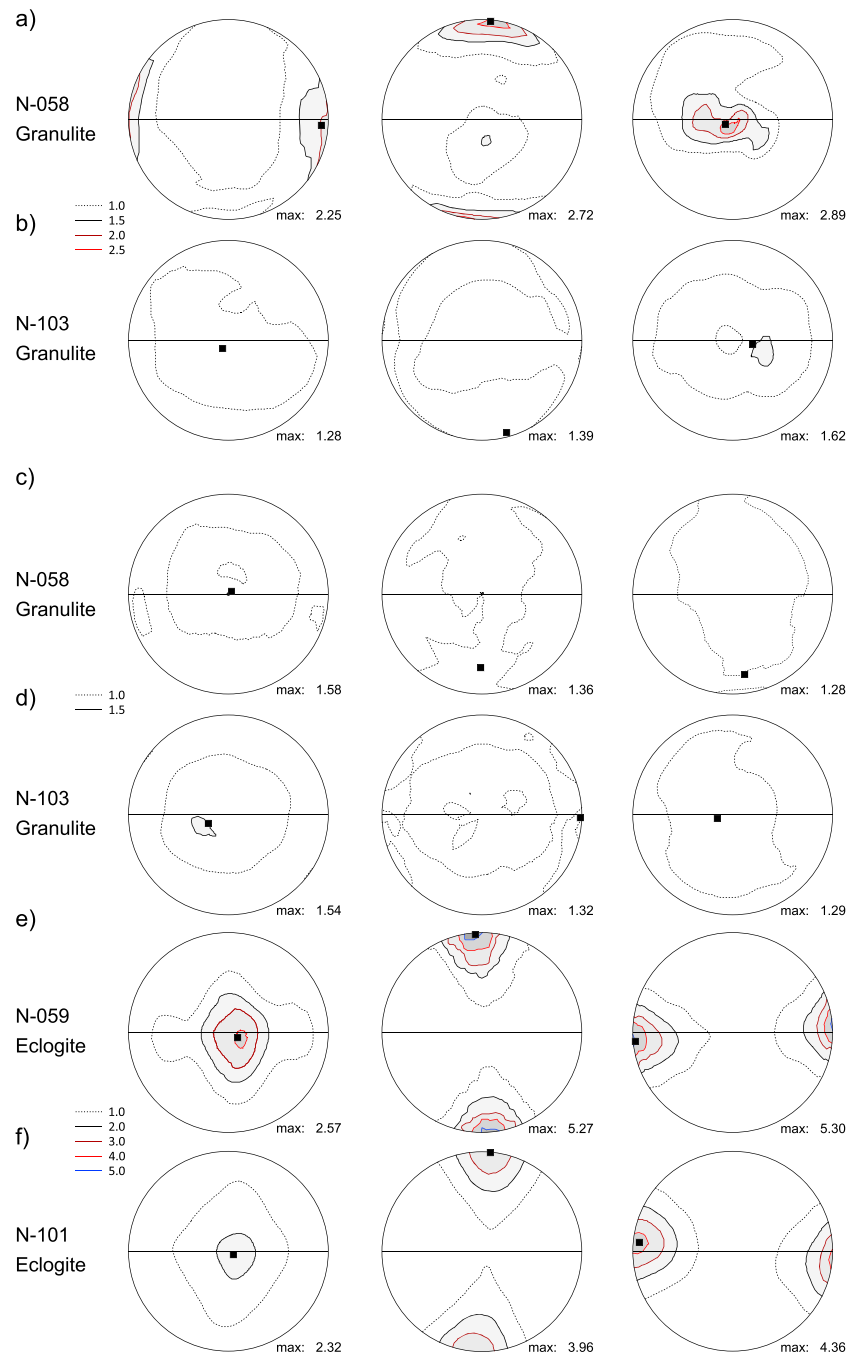 a)
N-058
Granulite
max: 2.25
max: 2.72
max: 2.89
1.0
1.5
2.0
2.5
b)
N-103
Granulite
max: 1.28
max: 1.39
max: 1.62
c)
N-058
Granulite
max: 1.58
max: 1.36
max: 1.28
1.0
1.5
d)
N-103
Granulite
max: 1.54
max: 1.32
max: 1.29
e)
N-059
Eclogite
max: 2.57
max: 5.27
max: 5.30
1.0
2.0
3.0
4.0
5.0
f)
N-101
Eclogite
max: 2.32
max: 3.96
max: 4.36